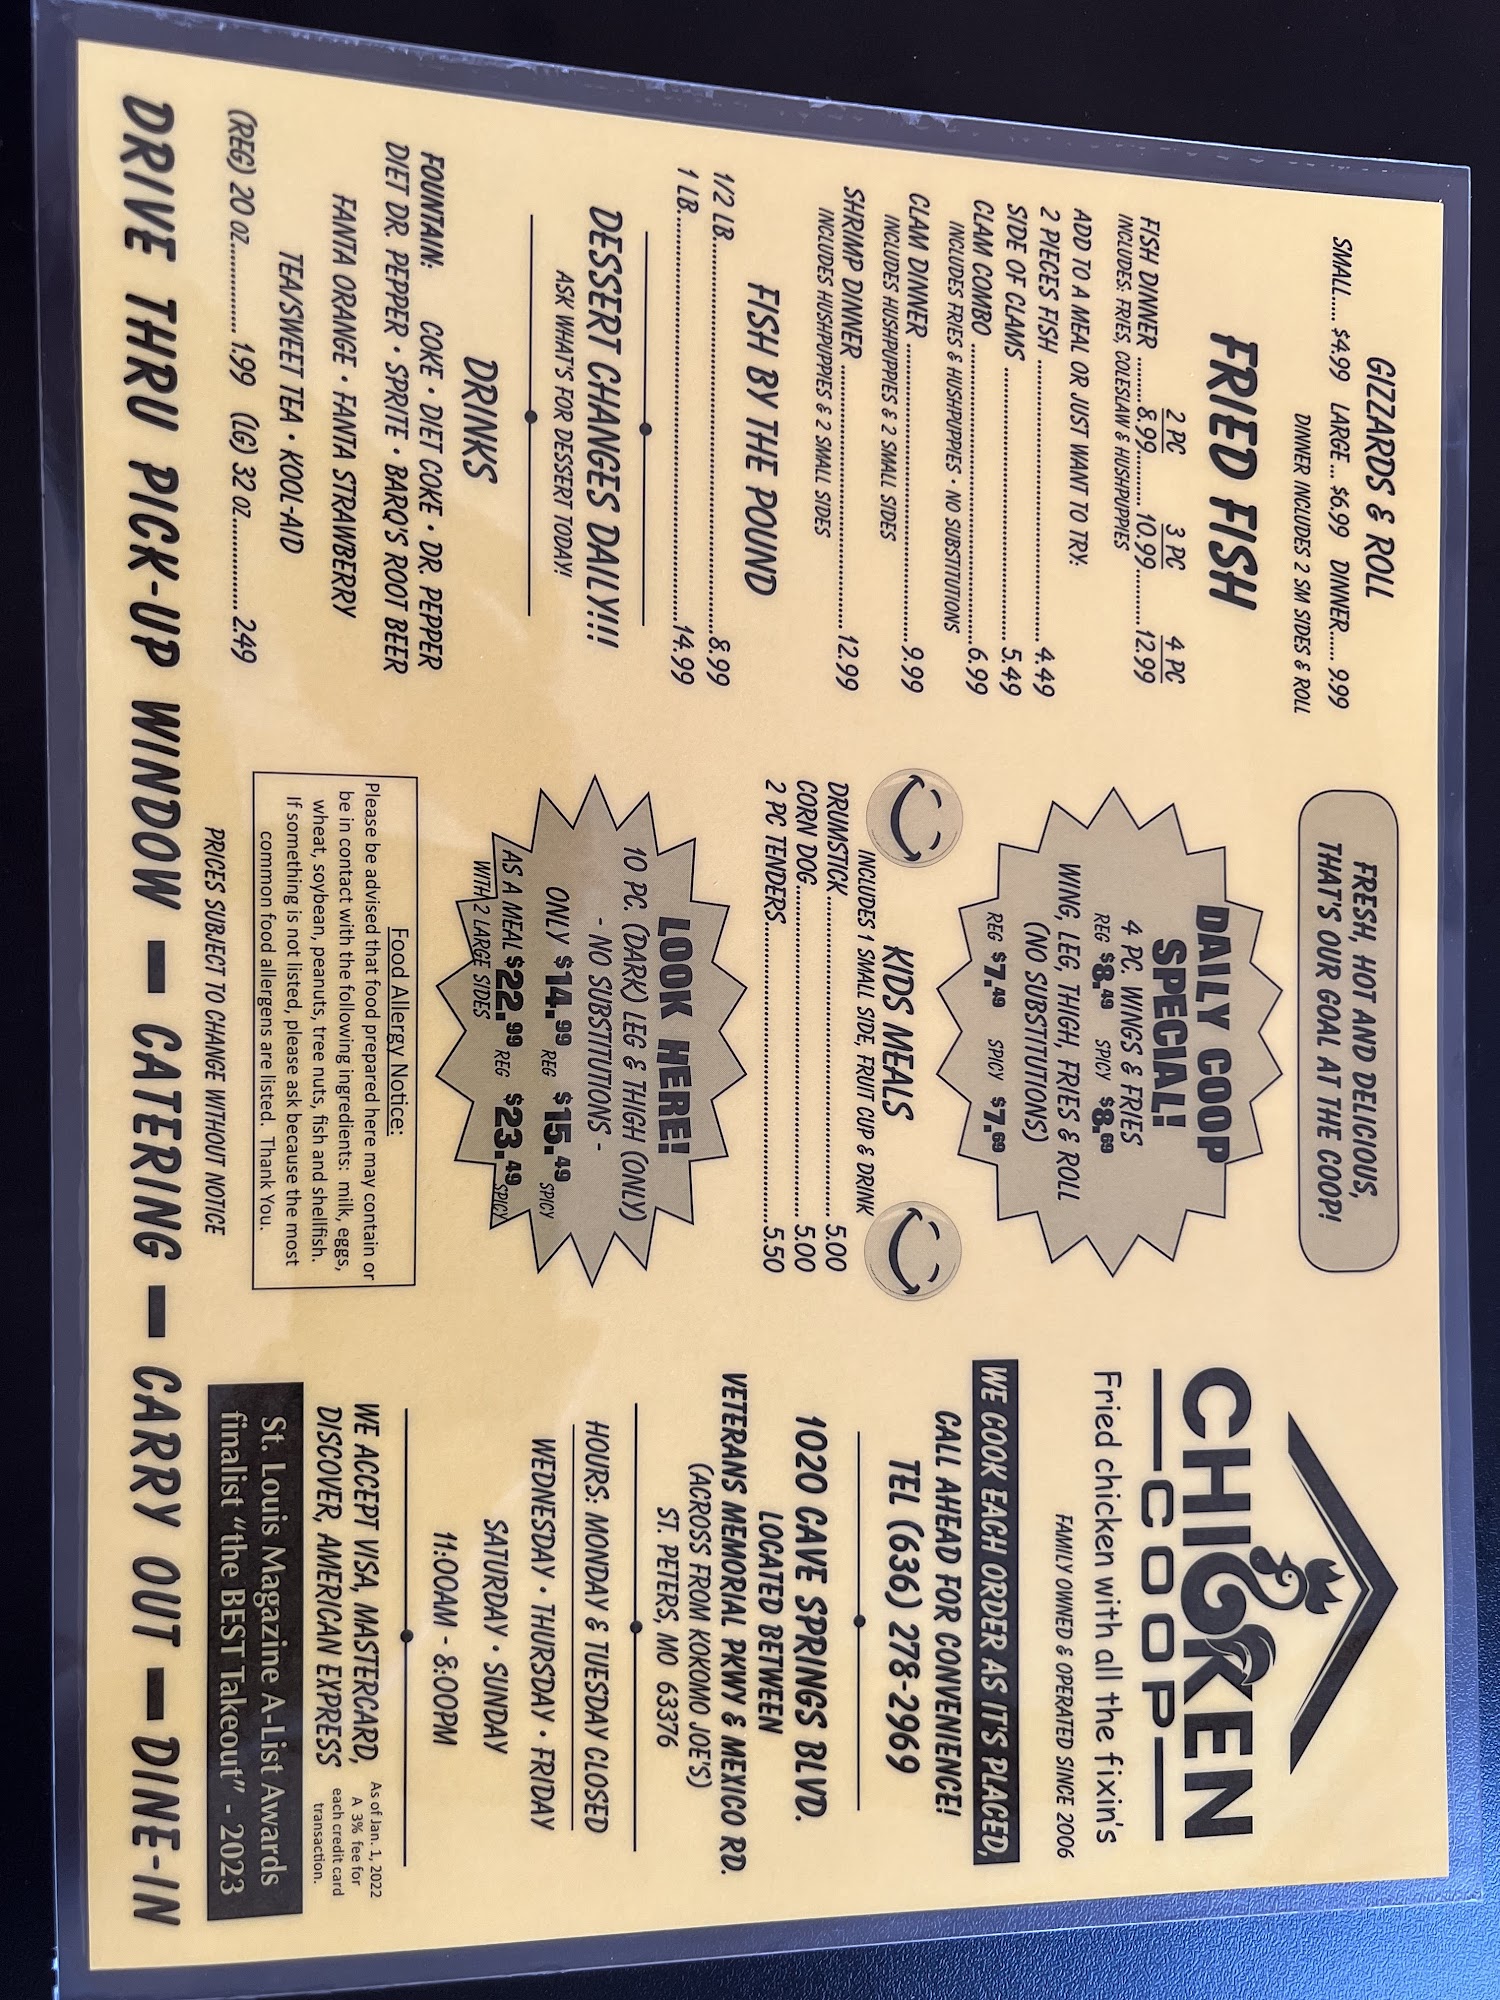 GIZZARDS & ROLL
SMALL..... $4.99 LARGE... $6.99 DINNER..... 9.99
DINNER INCLUDES 2 SM SIDES & ROLL
FRIED FISH
2 PC 3 PC 4 PC
FISH DINNER ........ 8.99.......... 10.99............ 12.99
INCLUDES: FRIES, COLESLAW & HUSHPUPPIES
ADD TO A MEAL OR JUST WANT TO TRY:
2 PIECES FISH .......................................... 4.49
SIDE OF CLAMS ........................................ 5.49
CLAM COMBO ............................................6.99
INCLUDES FRIES & HUSHPUPPIES • NO SUBSTITUTIONS
CLAM DINNER ............................................9.99
INCLUDES HUSHPUPPIES & 2 SMALL SIDES
SHRIMP DINNER .......................................12.99
INCLUDES HUSHPUPPIES & 2 SMALL SIDES
FISH BY THE POUND
1/2 LB..........................................................8.99
1 LB............................................................14.99
DESSERT CHANGES DAILY!!!
ASK WHAT'S FOR DESSERT TODAY!
DRINKS
FOUNTAIN: COKE • DIET COKE • DR. PEPPER
DIET DR. PEPPER • SPRITE • BARQ'S ROOT BEER
FANTA ORANGE • FANTA STRAWBERRY
TEA/SWEET TEA • KOOL-AID
(REG) 20 OZ.............. 1.99 (LG) 32 OZ.............. 2.49
FRESH, HOT AND DELICIOUS,
THAT'S OUR GOAL AT THE COOP!
DAILY COOP
SPECIAL!
4 PC. WINGS & FRIES
REG $8.49 SPICY $8.69
WING, LEG, THIGH, FRIES & ROLL
(NO SUBSTITUTIONS)
REG $7.49 SPICY $7.69
KIDS MEALS
INCLUDES 1 SMALL SIDE, FRUIT CUP & DRINK
DRUMSTICK ............................................. 5.00
CORN DOG................................................ 5.00
2 PC TENDERS...........................................5.50
LOOK HERE!
10 PC. (DARK) LEG & THIGH (ONLY)
- NO SUBSTITUTIONS -
ONLY $14.99 REG $15.49 SPICY
AS A MEAL $22.99 REG $23.49 SPICY
WITH 2 LARGE SIDES
Food Allergy Notice:
Please be advised that food prepared here may contain or
be in contact with the following ingredients: milk, eggs,
wheat, soybean, peanuts, tree nuts, fish and shellfish.
If something is not listed, please ask because the most
common food allergens are listed. Thank You.
PRICES SUBJECT TO CHANGE WITHOUT NOTICE
CHICKEN
COOP
Fried chicken with all the fixin's
FAMILY OWNED & OPERATED SINCE 2006
WE COOK EACH ORDER AS IT'S PLACED,
CALL AHEAD FOR CONVENIENCE!
TEL (636) 278-2969
1020 CAVE SPRINGS BLVD.
LOCATED BETWEEN
VETERANS MEMORIAL PKWY & MEXICO RD.
(ACROSS FROM KOKOMO JOE'S)
ST. PETERS, MO 63376
HOURS: MONDAY & TUESDAY CLOSED
WEDNESDAY • THURSDAY • FRIDAY
SATURDAY • SUNDAY
11:00AM - 8:00PM
WE ACCEPT VISA, MASTERCARD,
DISCOVER, AMERICAN EXPRESS
As of Jan. 1, 2022
A 3% fee for
each credit card
transaction.
St. Louis Magazine A-List Awards
finalist "the BEST Takeout" - 2023
DRIVE THRU PICK-UP WINDOW — CATERING — CARRY OUT — DINE-IN